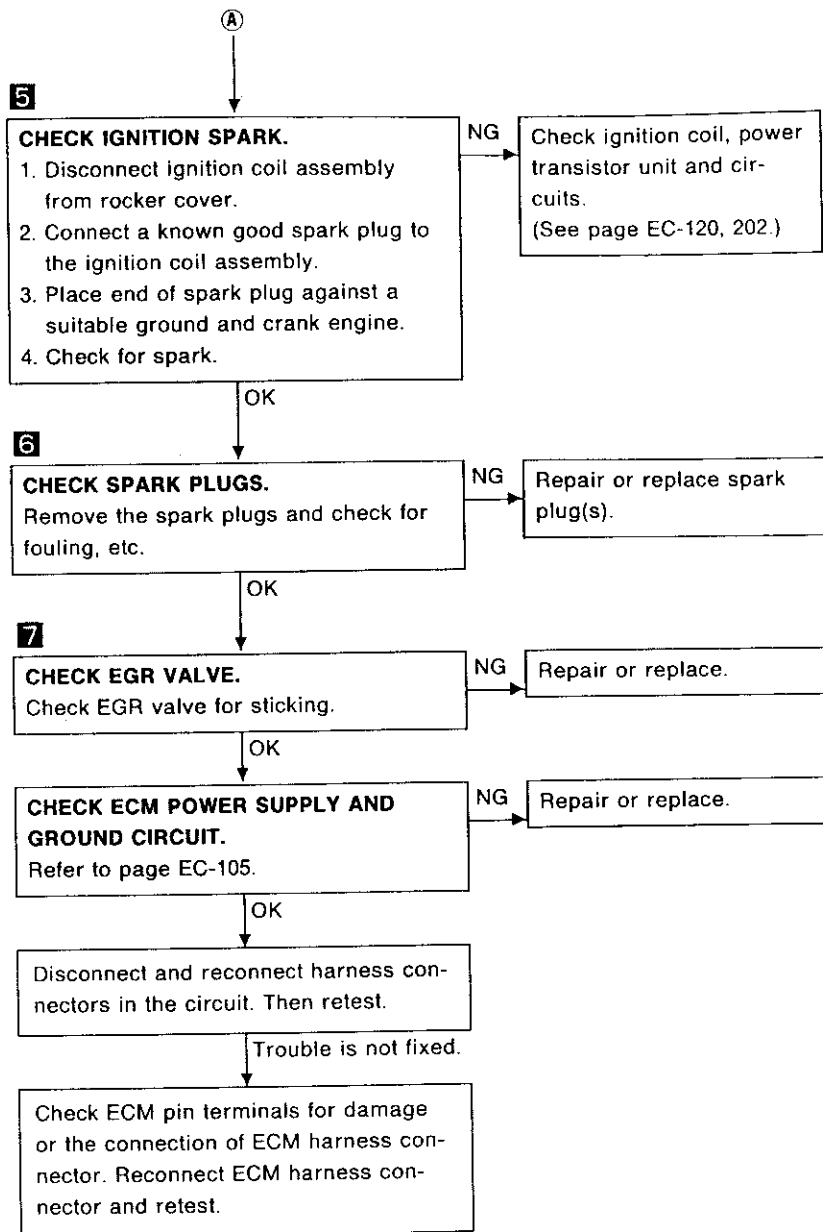 A
5
CHECK IGNITION SPARK.
1. Disconnect ignition coil assembly
from rocker cover.
2. Connect a known good spark plug to
the ignition coil assembly.
3. Place end of spark plug against a
suitable ground and crank engine.
4. Check for spark.
NG
Check ignition coil, power
transistor unit and cir-
cuits.
(See page EC-120, 202.)
OK
6
CHECK SPARK PLUGS.
Remove the spark plugs and check for
fouling, etc.
NG
Repair or replace spark
plug(s).
OK
7
CHECK EGR VALVE.
Check EGR valve for sticking.
NG
Repair or replace.
OK
CHECK ECM POWER SUPPLY AND
GROUND CIRCUIT.
Refer to page EC-105.
NG
Repair or replace.
OK
Disconnect and reconnect harness con-
nectors in the circuit. Then retest.
Trouble is not fixed.
Check ECM pin terminals for damage
or the connection of ECM harness con-
nector. Reconnect ECM harness con-
nector and retest.